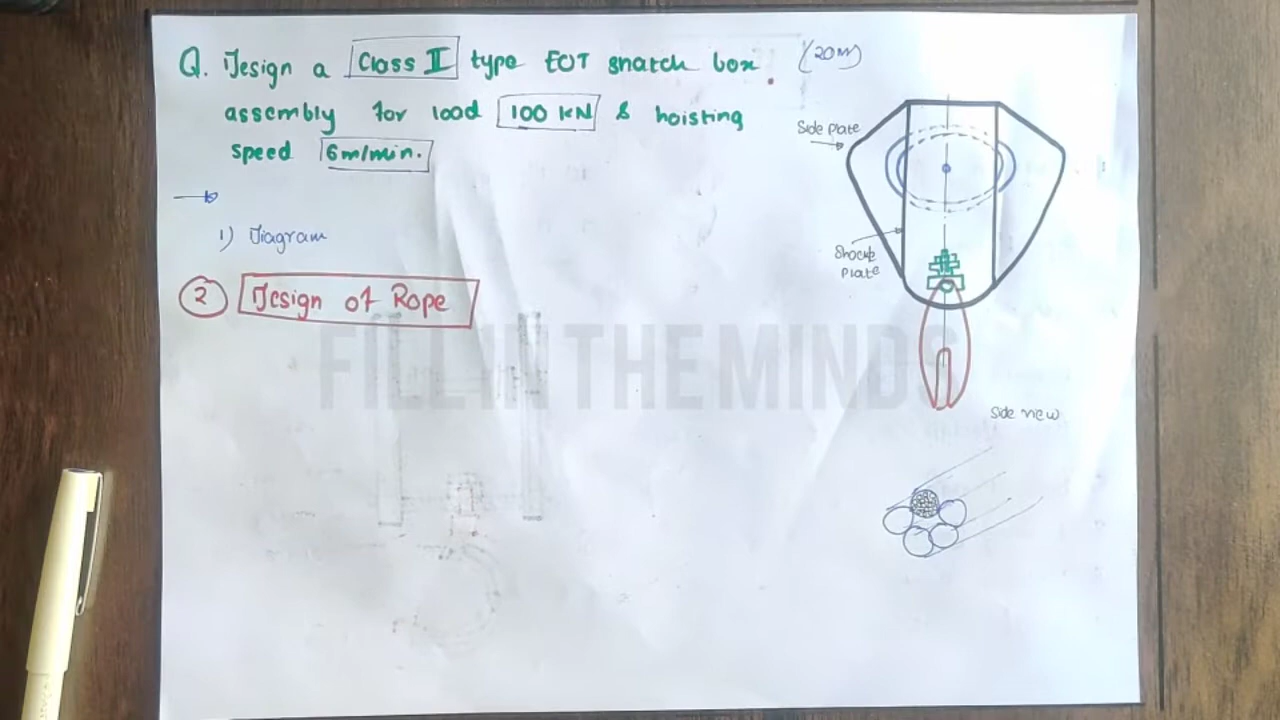 Q. Design a Class II type EOT snatch box (20M)
assembly for load 100 KN & hoisting
speed 6m/min.
1) Diagram
2 Design of Rope
Side plate
Shock
plate
Side view
FILL IN THE MINDS